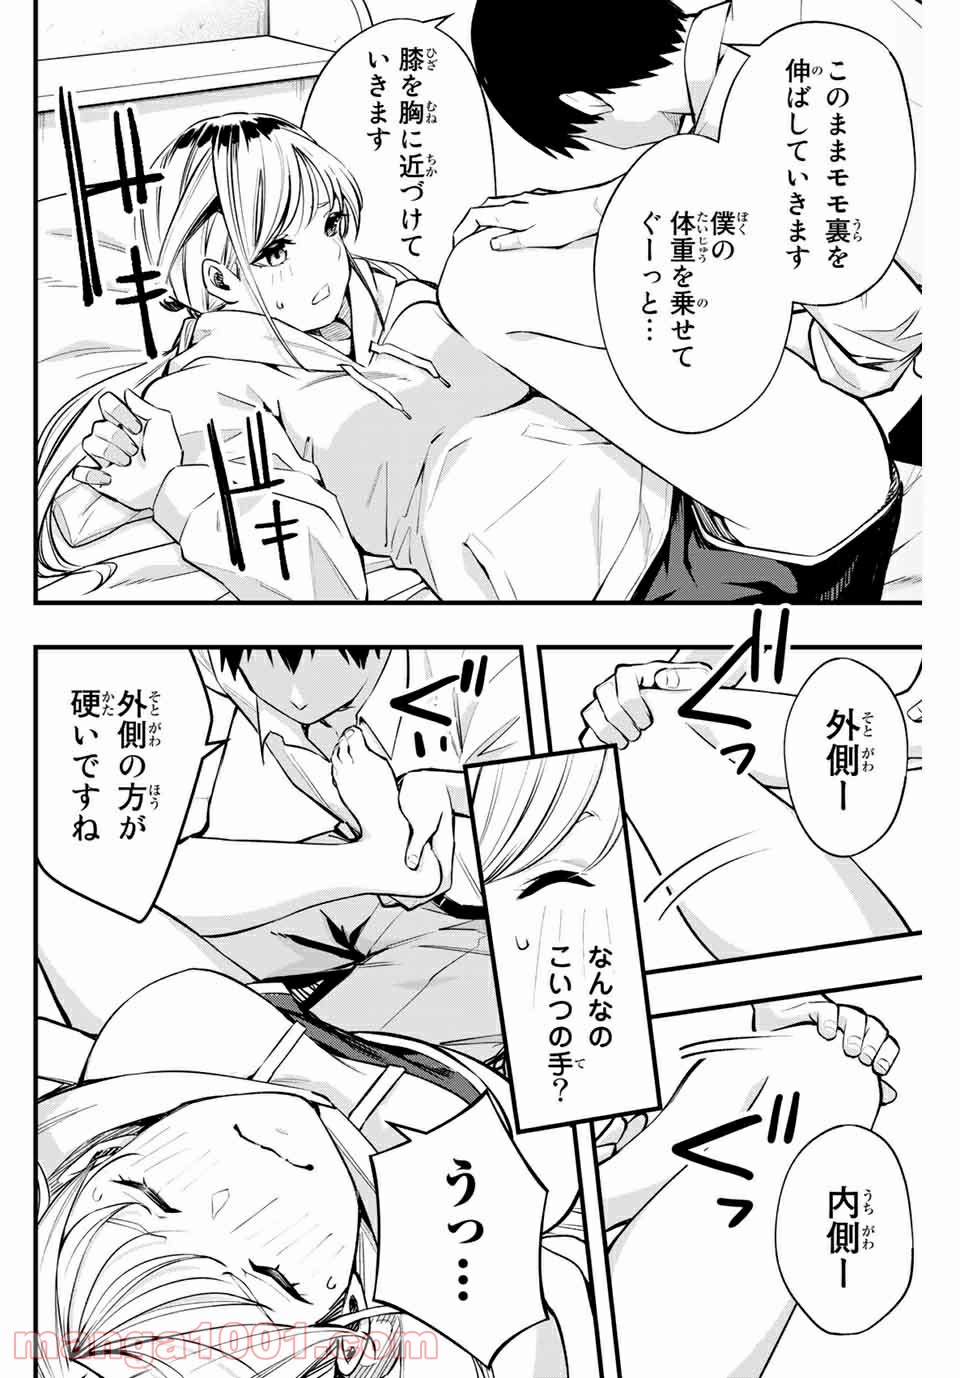 このままモモ裏を
伸ばしていきます
僕の
体重を乗せて
ぐーっと…
膝を胸に近づけて
いきます
ドキ
ドキ
外側ー
ぐ
ぐっ
なんなの
こいつの手?
外側の方が
硬いですね
内側ー
うっ…
manga1001.com